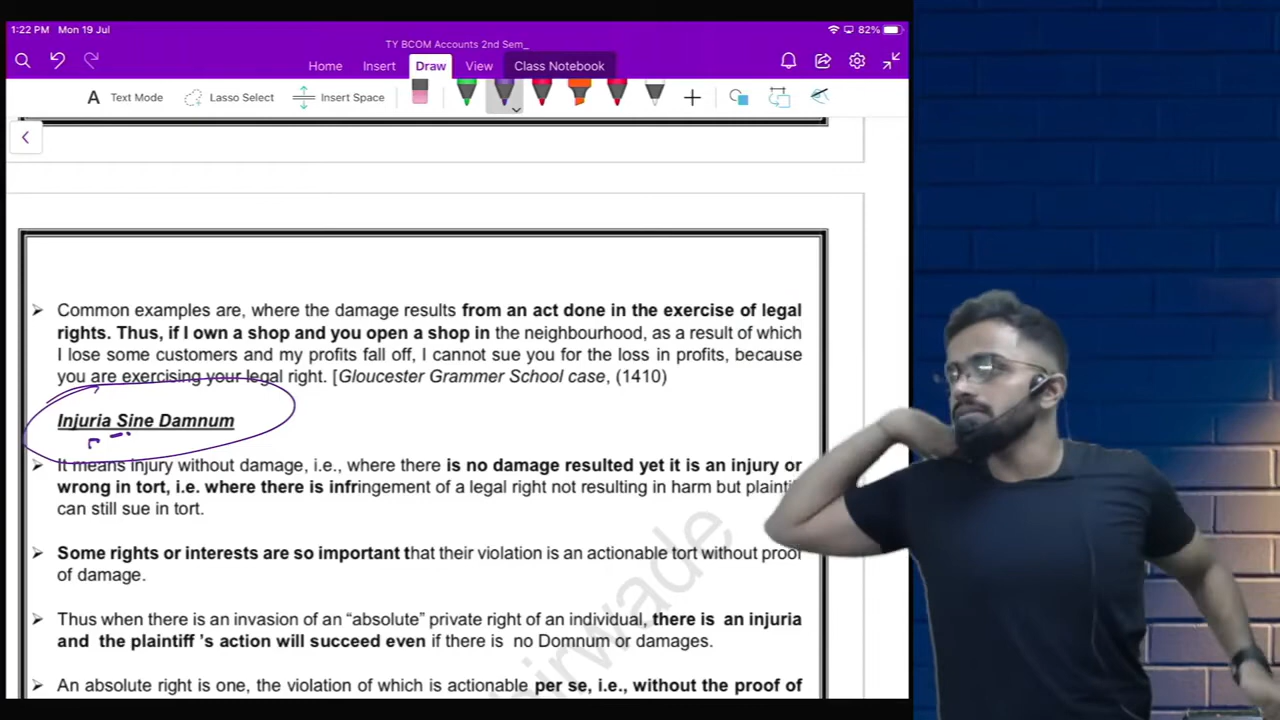 1:22 PM Mon 19 Jul
82%
TY BCOM Accounts 2nd Sem_
Home Insert Draw View Class Notebook
Text Mode Lasso Select Insert Space
Common examples are, where the damage results from an act done in the exercise of legal
rights. Thus, if I own a shop and you open a shop in the neighbourhood, as a result of which
I lose some customers and my profits fall off, I cannot sue you for the loss in profits, because
you are exercising your legal right. [Gloucester Grammer School case, (1410)
Injuria Sine Damnum
It means injury without damage, i.e., where there is no damage resulted yet it is an injury or
wrong in tort, i.e. where there is infringement of a legal right not resulting in harm but plainti
can still sue in tort.
Some rights or interests are so important that their violation is an actionable tort without proof
of damage.
Thus when there is an invasion of an “absolute” private right of an individual, there is an injuria
and the plaintiff 's action will succeed even if there is no Domnum or damages.
An absolute right is one, the violation of which is actionable per se, i.e., without the proof of